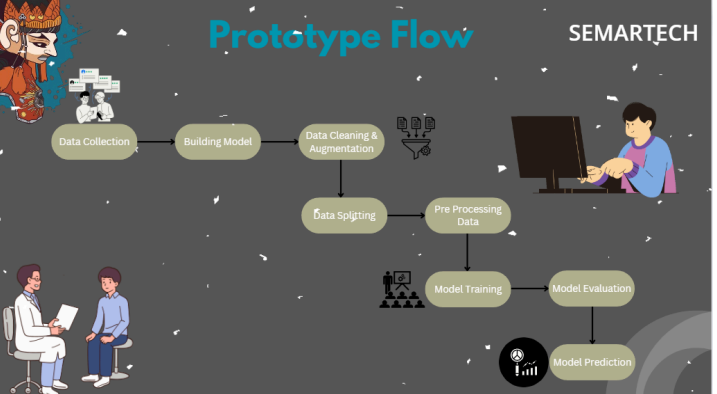 Prototype Flow
SEMARTECH
Data Collection
Building Model
Data Cleaning &
Augmentation
Data Splitting
Pre Processing
Data
Model Training
Model Evaluation
Model Prediction